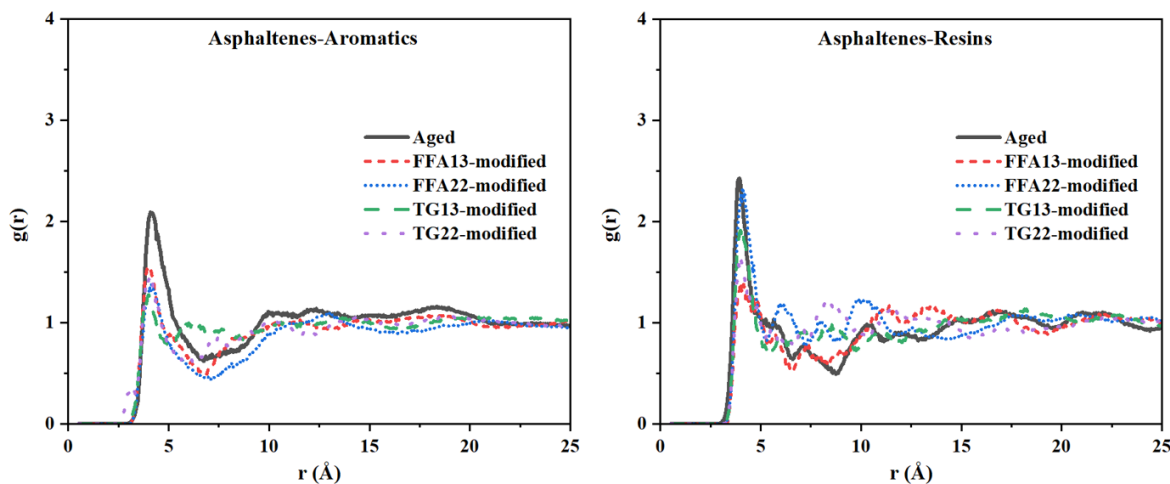 Asphaltenes-Aromatics
4
3
2
1
0
g(r)
Aged
FFA13-modified
FFA22-modified
TG13-modified
TG22-modified
0 5 10 15 20 25
r (Å)
Asphaltenes-Resins
4
3
2
1
0
g(r)
Aged
FFA13-modified
FFA22-modified
TG13-modified
TG22-modified
0 5 10 15 20 25
r (Å)